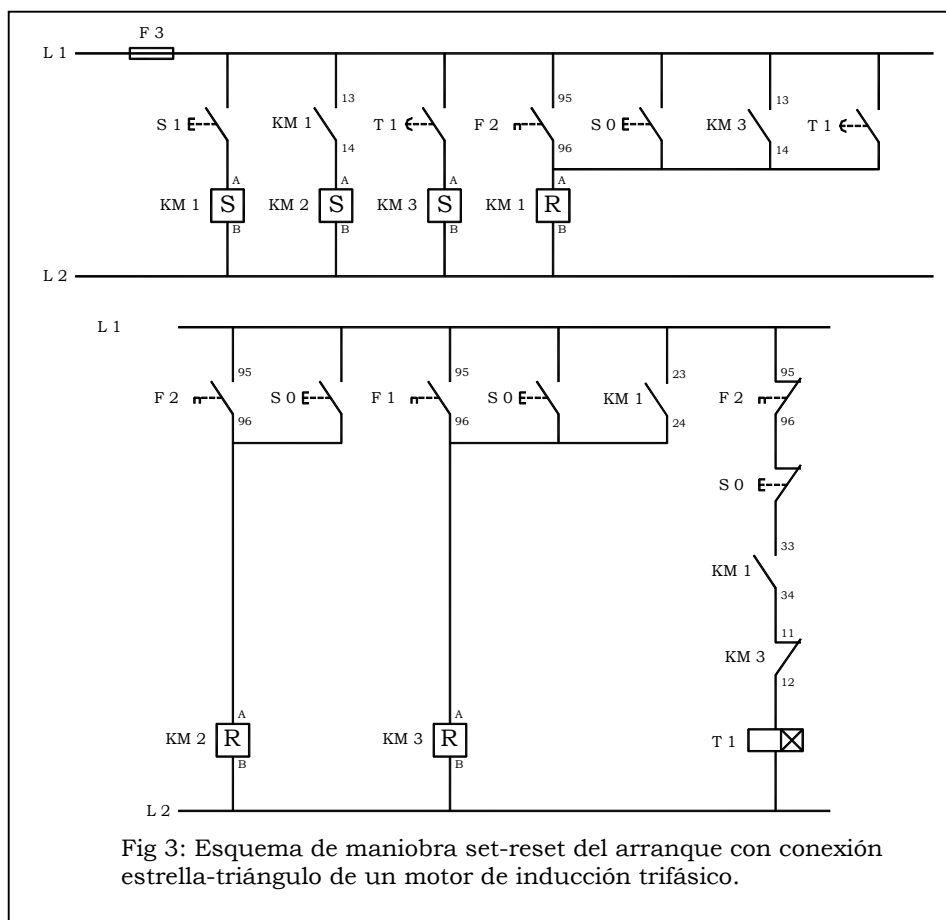 F 3
L 1
S 1
KM 1
13
14
T 1
F 2
95
96
S 0
KM 3
13
14
T 1
KM 1
A
S
B
KM 2
A
S
B
KM 3
A
S
B
KM 1
A
R
B
L 2
L 1
F 2
95
96
S 0
F 1
95
96
S 0
KM 1
23
24
F 2
95
96
S 0
KM 1
33
34
KM 3
11
12
KM 2
A
R
B
KM 3
A
R
B
T 1
L 2
Fig 3: Esquema de maniobra set-reset del arranque con conexión
estrella-triángulo de un motor de inducción trifásico.